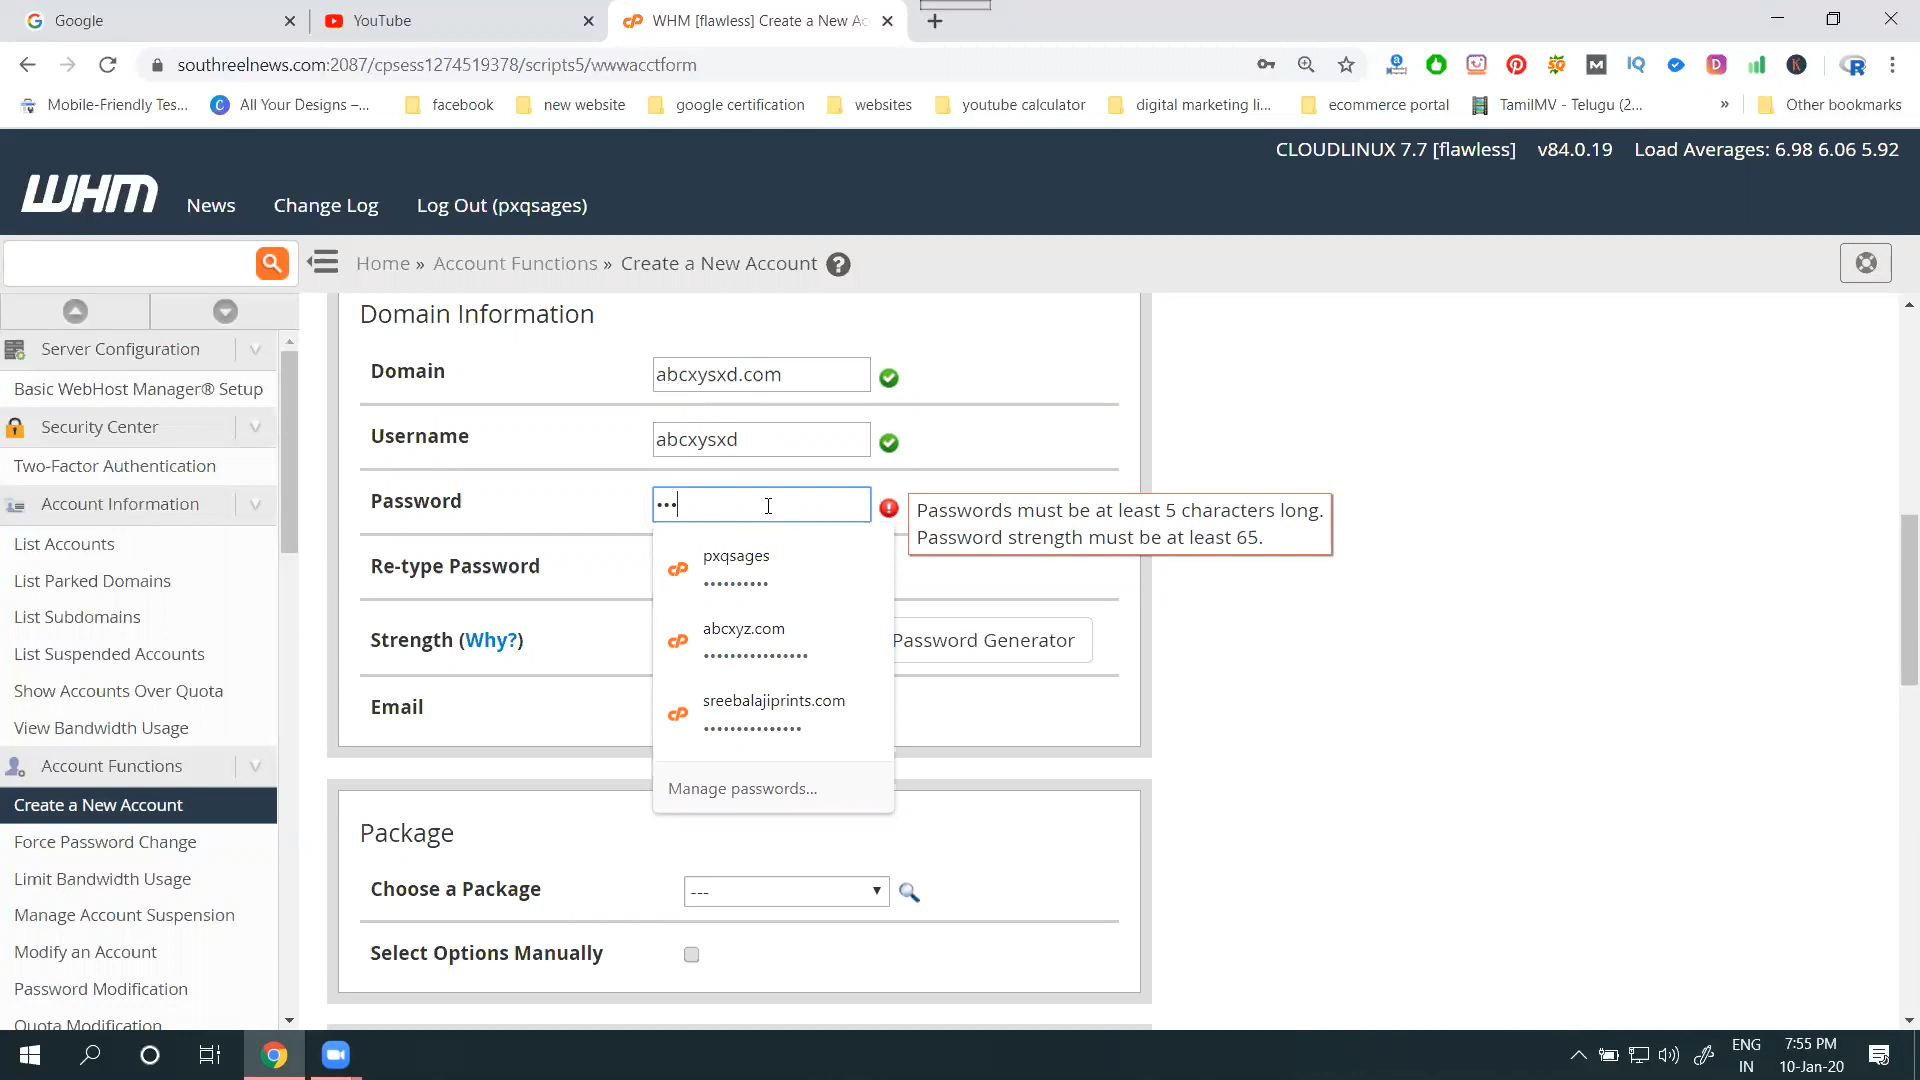 Google
YouTube
WHM [flawless] Create a New Ac
southreelnews.com:2087/cpsess1274519378/scripts5/wwwacctform
Mobile-Friendly Tes...
All Your Designs –...
facebook
new website
google certification
websites
youtube calculator
digital marketing li...
ecommerce portal
TamilMV - Telugu (2...
»
Other bookmarks
CLOUDLINUX 7.7 [flawless] v84.0.19 Load Averages: 6.98 6.06 5.92
WHM
News
Change Log
Log Out (pxqsages)
Home » Account Functions » Create a New Account
Server Configuration
Basic WebHost Manager® Setup
Security Center
Two-Factor Authentication
Account Information
List Accounts
List Parked Domains
List Subdomains
List Suspended Accounts
Show Accounts Over Quota
View Bandwidth Usage
Account Functions
Create a New Account
Force Password Change
Limit Bandwidth Usage
Manage Account Suspension
Modify an Account
Password Modification
Quota Modification
Domain Information
Domain
abcxysxd.com
Username
abcxysxd
Password
•••
Passwords must be at least 5 characters long.
Password strength must be at least 65.
Re-type Password
Strength (Why?)
Password Generator
Email
pxqsages
••••••••••
abcxyz.com
••••••••••••••••
sreebalajiprints.com
•••••••••••••••
Manage passwords...
Package
Choose a Package
---
Select Options Manually
ENG
IN
7:55 PM
10-Jan-20